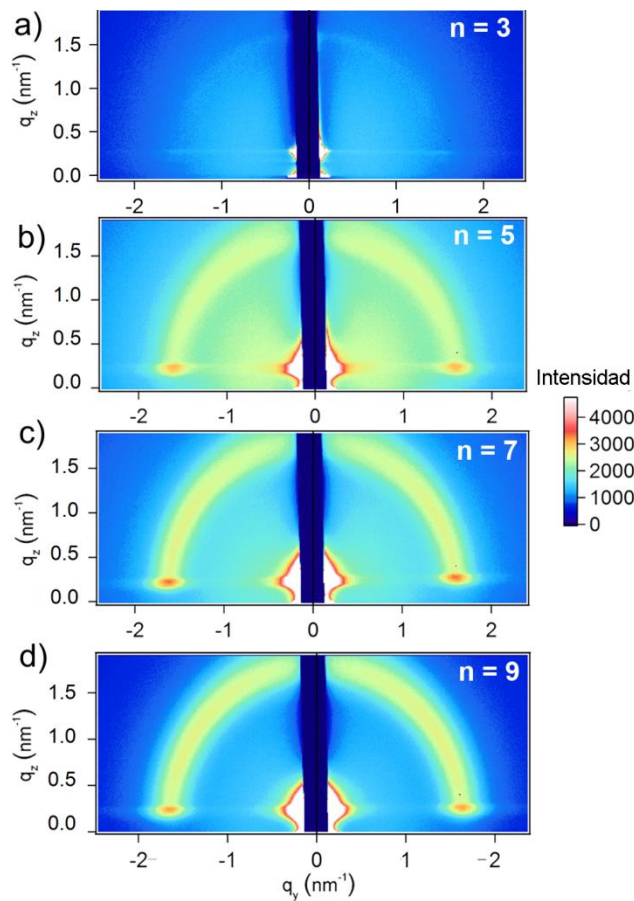 a)
n = 3
q_z (nm⁻¹)
1.5
1.0
0.5
0.0
-2 -1 0 1 2
b)
n = 5
q_z (nm⁻¹)
1.5
1.0
0.5
0.0
-2 -1 0 1 2
Intensidad
4000
3000
2000
1000
0
c)
n = 7
q_z (nm⁻¹)
1.5
1.0
0.5
0.0
-2 -1 0 1 2
d)
n = 9
q_z (nm⁻¹)
1.5
1.0
0.5
0.0
-2 -1 0 1 2
q_y (nm⁻¹)